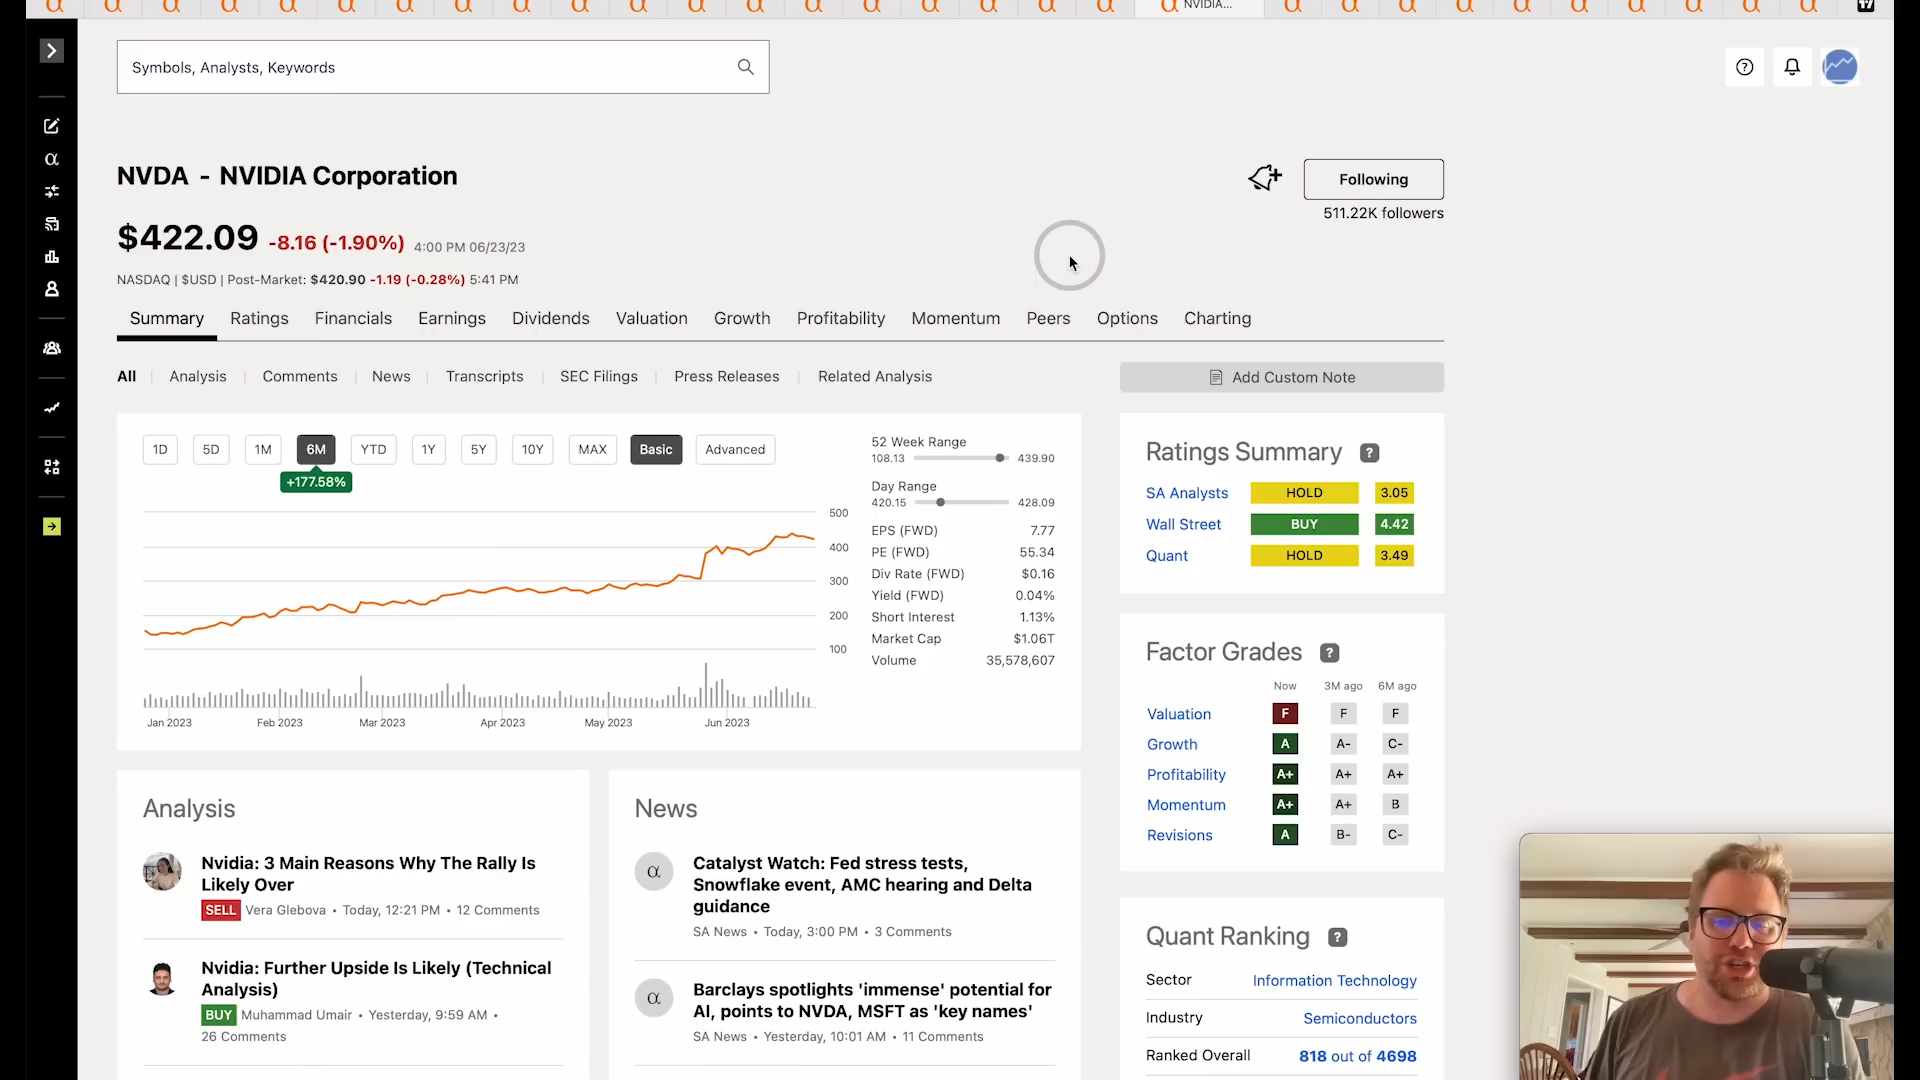 NVIDIA...
Symbols, Analysts, Keywords
NVDA - NVIDIA Corporation
Following
511.22K followers
$422.09 -8.16 (-1.90%) 4:00 PM 06/23/23
NASDAQ | $USD | Post-Market: $420.90 -1.19 (-0.28%) 5:41 PM
Summary Ratings Financials Earnings Dividends Valuation Growth Profitability Momentum Peers Options Charting
All | Analysis | Comments | News | Transcripts | SEC Filings | Press Releases | Related Analysis
Add Custom Note
1D 5D 1M 6M YTD 1Y 5Y 10Y MAX Basic Advanced
+177.58%
500
400
300
200
100
Jan 2023 Feb 2023 Mar 2023 Apr 2023 May 2023 Jun 2023
52 Week Range
108.13 439.90
Day Range
420.15 428.09
EPS (FWD) 7.77
PE (FWD) 55.34
Div Rate (FWD) $0.16
Yield (FWD) 0.04%
Short Interest 1.13%
Market Cap $1.06T
Volume 35,578,607
Ratings Summary ?
SA Analysts HOLD 3.05
Wall Street BUY 4.42
Quant HOLD 3.49
Factor Grades ?
Now 3M ago 6M ago
Valuation F F F
Growth A A- C-
Profitability A+ A+ A+
Momentum A+ A+ B
Revisions A B- C-
Analysis
Nvidia: 3 Main Reasons Why The Rally Is
Likely Over
SELL Vera Glebova • Today, 12:21 PM • 12 Comments
Nvidia: Further Upside Is Likely (Technical
Analysis)
BUY Muhammad Umair • Yesterday, 9:59 AM •
26 Comments
News
Catalyst Watch: Fed stress tests,
Snowflake event, AMC hearing and Delta
guidance
SA News • Today, 3:00 PM • 3 Comments
Barclays spotlights 'immense' potential for
AI, points to NVDA, MSFT as 'key names'
SA News • Yesterday, 10:01 AM • 11 Comments
Quant Ranking ?
Sector Information Technology
Industry Semiconductors
Ranked Overall 818 out of 4698